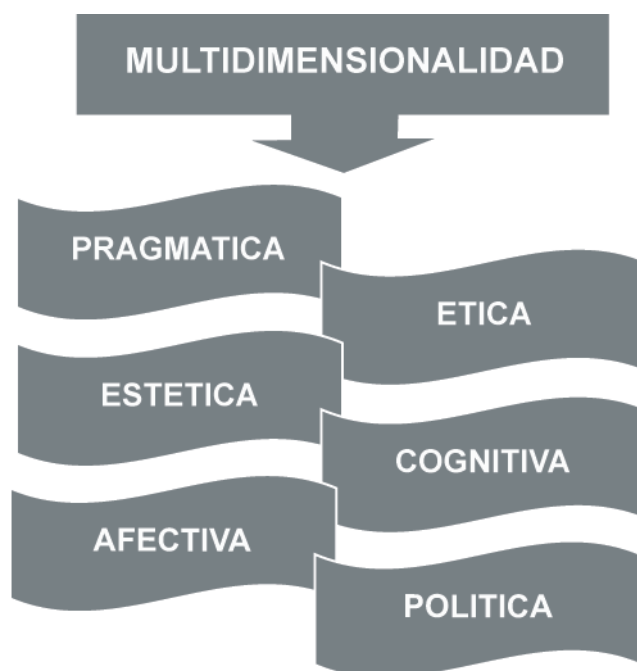 MULTIDIMENSIONALIDAD
PRAGMATICA
ETICA
ESTETICA
COGNITIVA
AFECTIVA
POLITICA